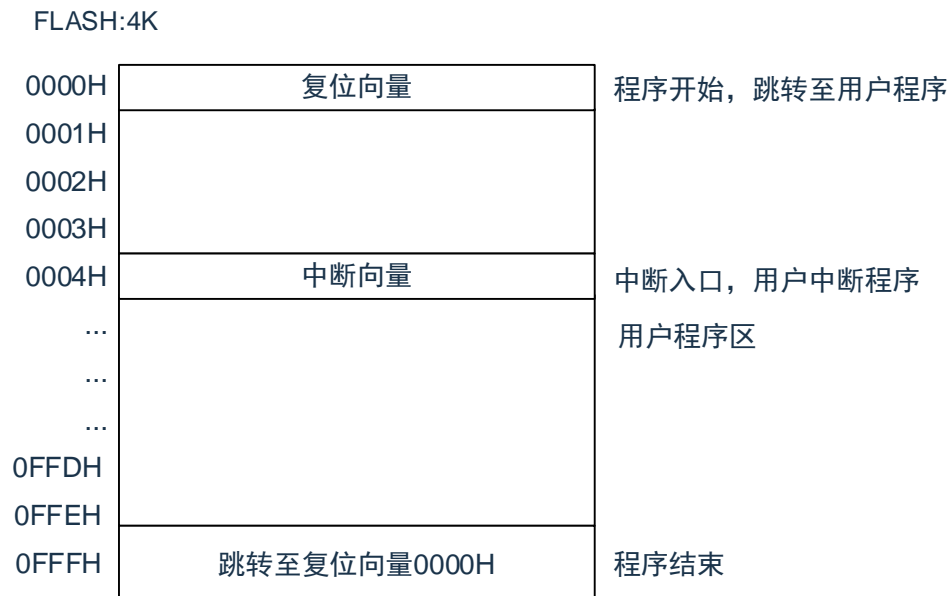 FLASH:4K
0000H 复位向量 程序开始，跳转至用户程序
0001H
0002H
0003H
0004H 中断向量 中断入口，用户中断程序
... 用户程序区
...
...
0FFDH
0FFEH
0FFFH 跳转至复位向量0000H 程序结束